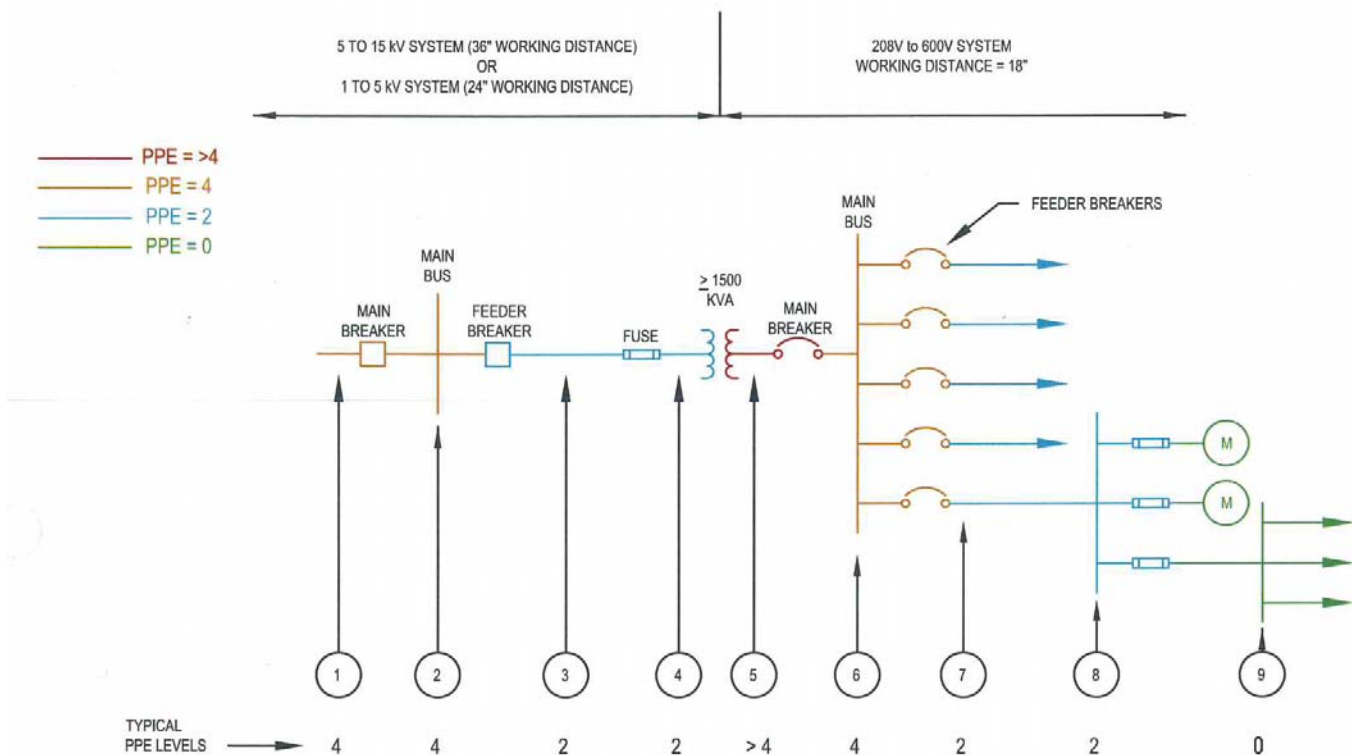 5 TO 15 kV SYSTEM (36" WORKING DISTANCE)
OR
1 TO 5 kV SYSTEM (24" WORKING DISTANCE)
208V to 600V SYSTEM
WORKING DISTANCE = 18"
PPE = >4
PPE = 4
PPE = 2
PPE = 0
MAIN
BUS
FEEDER BREAKERS
MAIN
BUS
≥ 1500
KVA
MAIN
BREAKER
FEEDER
BREAKER
FUSE
MAIN
BREAKER
M
M
1 2 3 4 5 6 7 8 9
TYPICAL
PPE LEVELS
4 4 2 2 > 4 4 2 2 0